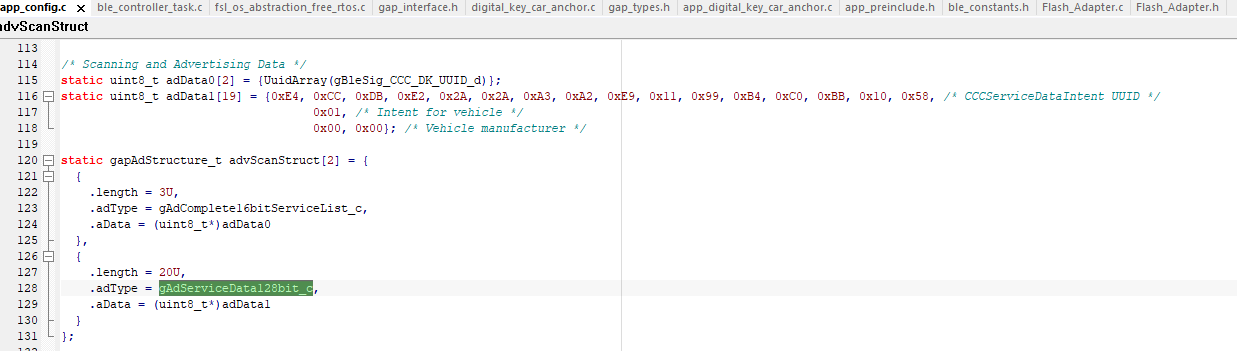 app_config.c × ble_controller_task.c fsl_os_abstraction_free_rtos.c gap_interface.h digital_key_car_anchor.c gap_types.h app_digital_key_car_anchor.c app_preinclude.h ble_constants.h Flash_Adapter.c Flash_Adapter.h
advScanStruct
113
114 /* Scanning and Advertising Data */
115 static uint8_t adData0[2] = {UuidArray(gBleSig_CCC_DK_UUID_d)};
116 static uint8_t adData1[19] = {0xE4, 0xCC, 0xDB, 0xE2, 0x2A, 0x2A, 0xA3, 0xA2, 0xE9, 0x11, 0x99, 0xB4, 0xC0, 0xBB, 0x10, 0x58, /* CCCServiceDataIntent UUID */
117 0x01, /* Intent for vehicle */
118 0x00, 0x00}; /* Vehicle manufacturer */
119
120 static gapAdStructure_t advScanStruct[2] = {
121 {
122 .length = 3U,
123 .adType = gAdComplete16bitServiceList_c,
124 .aData = (uint8_t*)adData0
125 },
126 {
127 .length = 20U,
128 .adType = gAdServiceData128bit_c,
129 .aData = (uint8_t*)adData1
130 }
131 };